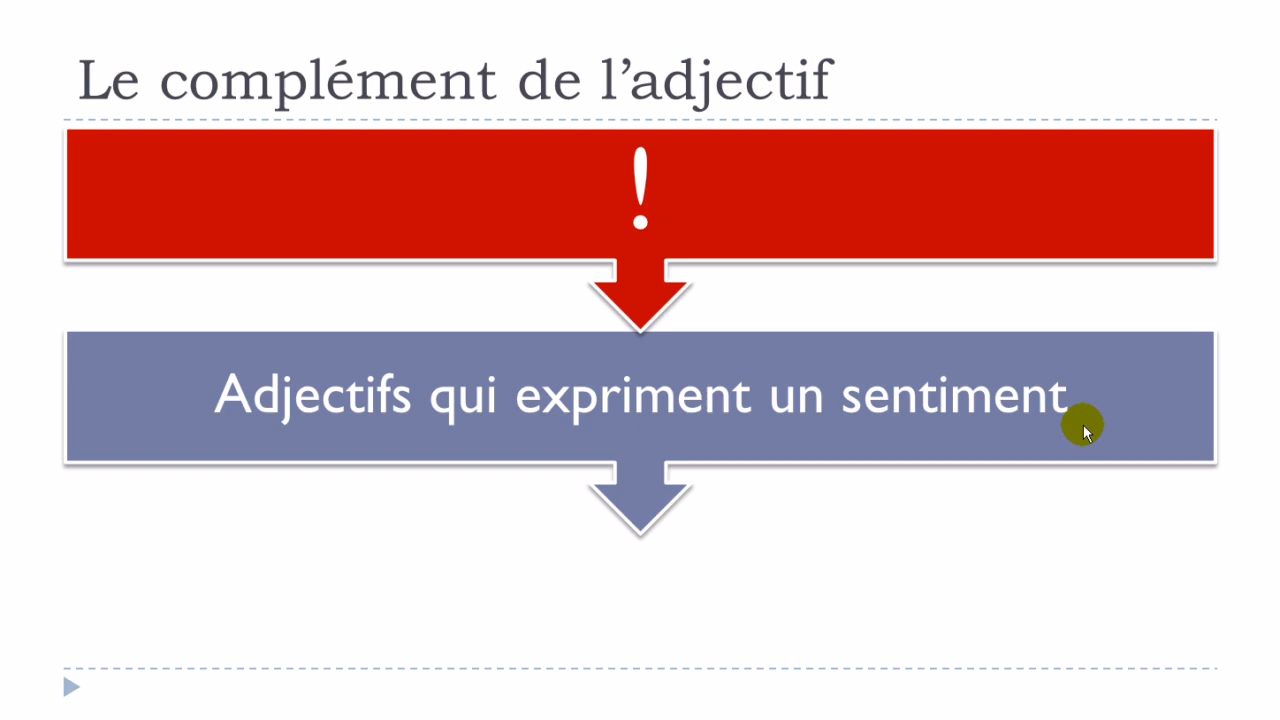 Le complément de l’adjectif
!
Adjectifs qui expriment un sentiment